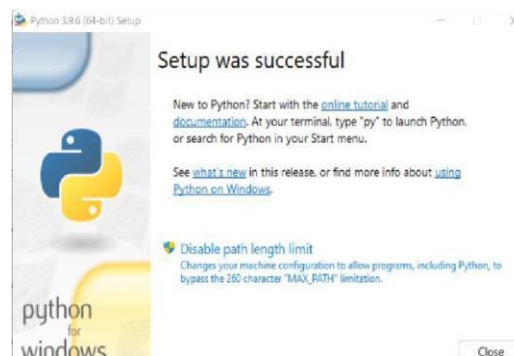 Python 3.9.6 (64-bit) Setup
Setup was successful
New to Python? Start with the online tutorial and
documentation. At your terminal, type "py" to launch Python,
or search for Python in your Start menu.
See what's new in this release, or find more info about using
Python on Windows.
Disable path length limit
Changes your machine configuration to allow programs, including Python, to
bypass the 260 character "MAX_PATH" limitation.
python
for
windows
Close